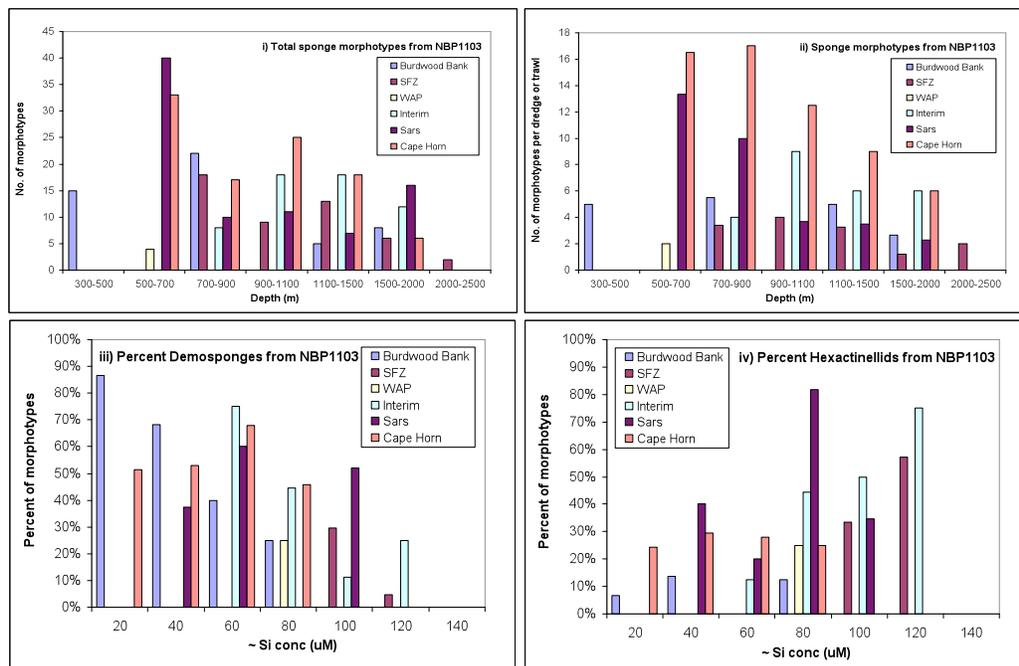 i) Total sponge morphotypes from NBP1103
No. of morphotypes
45
40
35
30
25
20
15
10
5
0
Burdwood Bank
SFZ
WAP
Interim
Sars
Cape Horn
300-500 500-700 700-900 900-1100 1100-1500 1500-2000 2000-2500
Depth (m)
ii) Sponge morphotypes from NBP1103
No. of morphotypes per dredge or trawl
18
16
14
12
10
8
6
4
2
0
Burdwood Bank
SFZ
WAP
Interim
Sars
Cape Horn
300-500 500-700 700-900 900-1100 1100-1500 1500-2000 2000-2500
Depth (m)
iii) Percent Demosponges from NBP1103
Percent of morphotypes
100%
90%
80%
70%
60%
50%
40%
30%
20%
10%
0%
Burdwood Bank
SFZ
WAP
Interim
Sars
Cape Horn
20 40 60 80 100 120 140
~ Si conc (uM)
iv) Percent Hexactinellids from NBP1103
Percent of morphotypes
100%
90%
80%
70%
60%
50%
40%
30%
20%
10%
0%
Burdwood Bank
SFZ
WAP
Interim
Sars
Cape Horn
20 40 60 80 100 120 140
~ Si conc (uM)